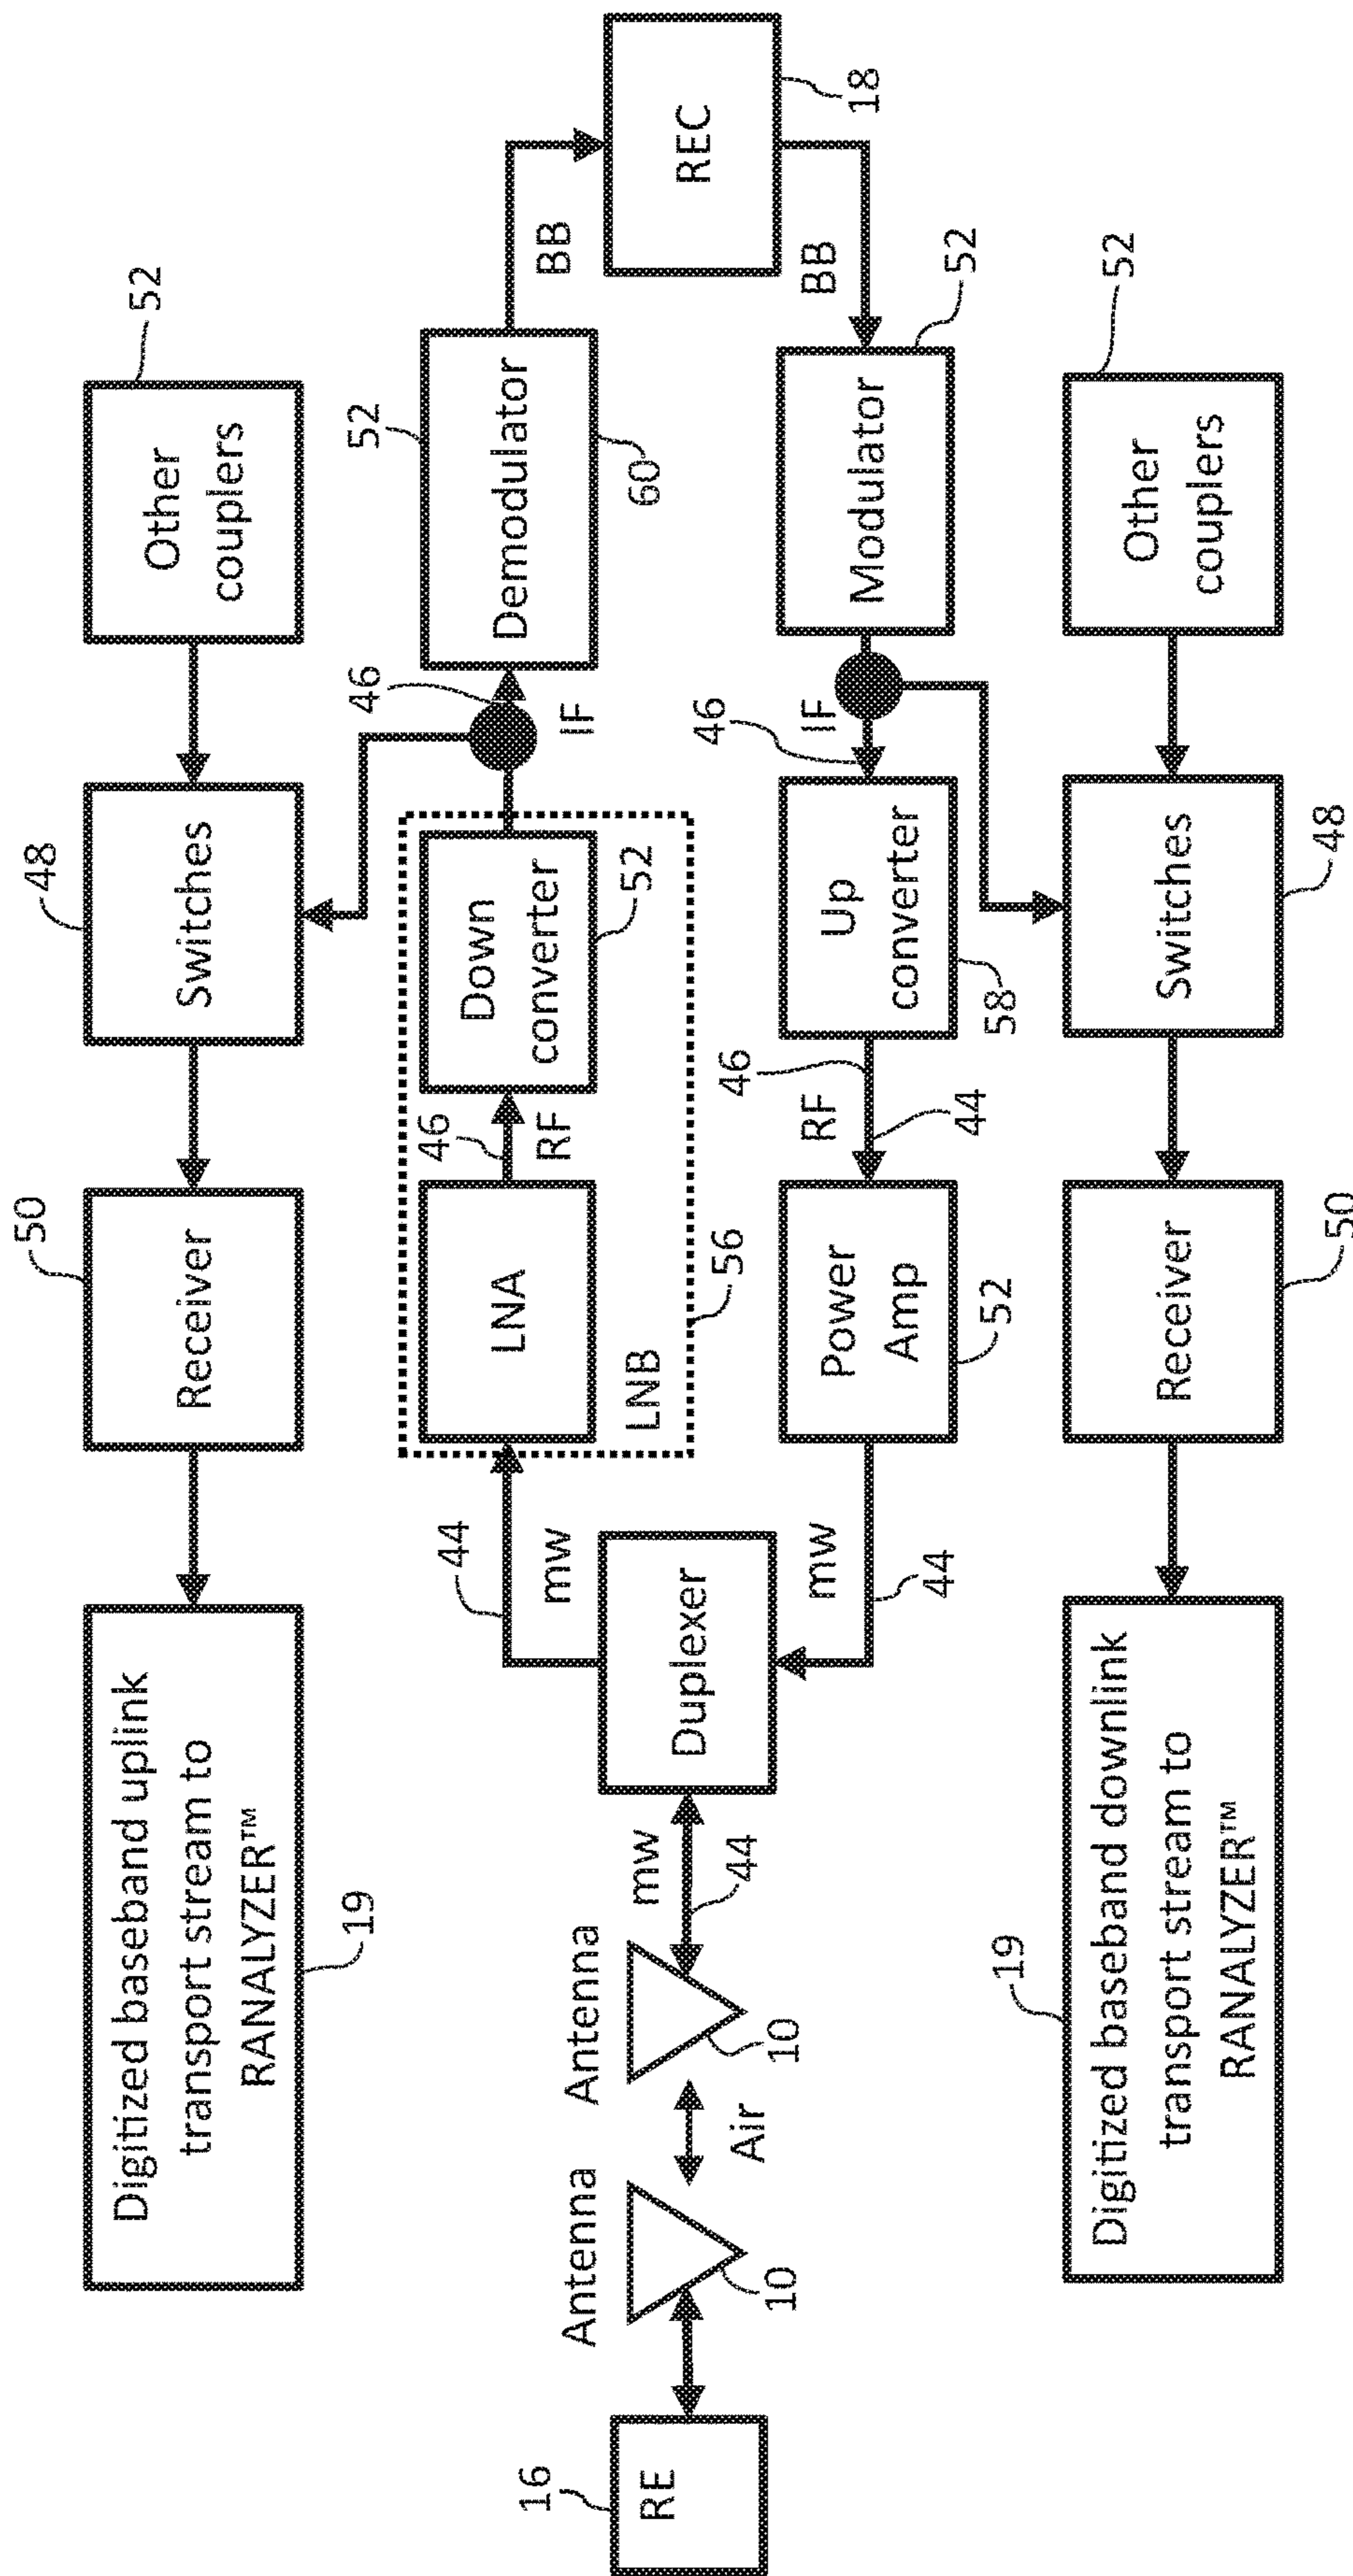 Digitized baseband uplink
transport stream to
RANALYZER™
19
Receiver
50
Switches
48
Other
couplers
52
RE
16
Antenna
10
Air
Antenna
10
mw
44
Duplexer
mw
44
LNA
LNB
56
46
RF
Down
converter
52
46
IF
Demodulator
52
60
BB
REC
18
BB
Modulator
52
IF
46
Up
converter
58
46
RF
44
Power
Amp
52
mw
44
Digitized baseband downlink
transport stream to
RANALYZER™
19
Receiver
50
Switches
48
Other
couplers
52